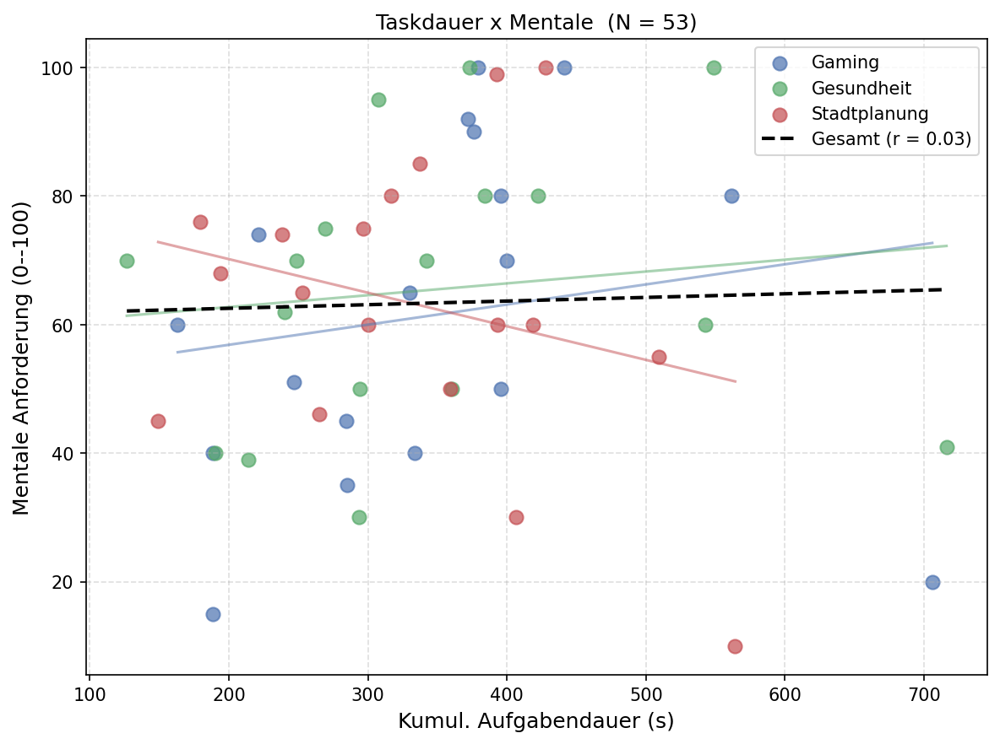 Taskdauer x Mentale  (N = 53)
Mentale Anforderung (0--100)
100
80
60
40
20
Gaming
Gesundheit
Stadtplanung
Gesamt (r = 0.03)
100
200
300
400
500
600
700
Kumul. Aufgabendauer (s)